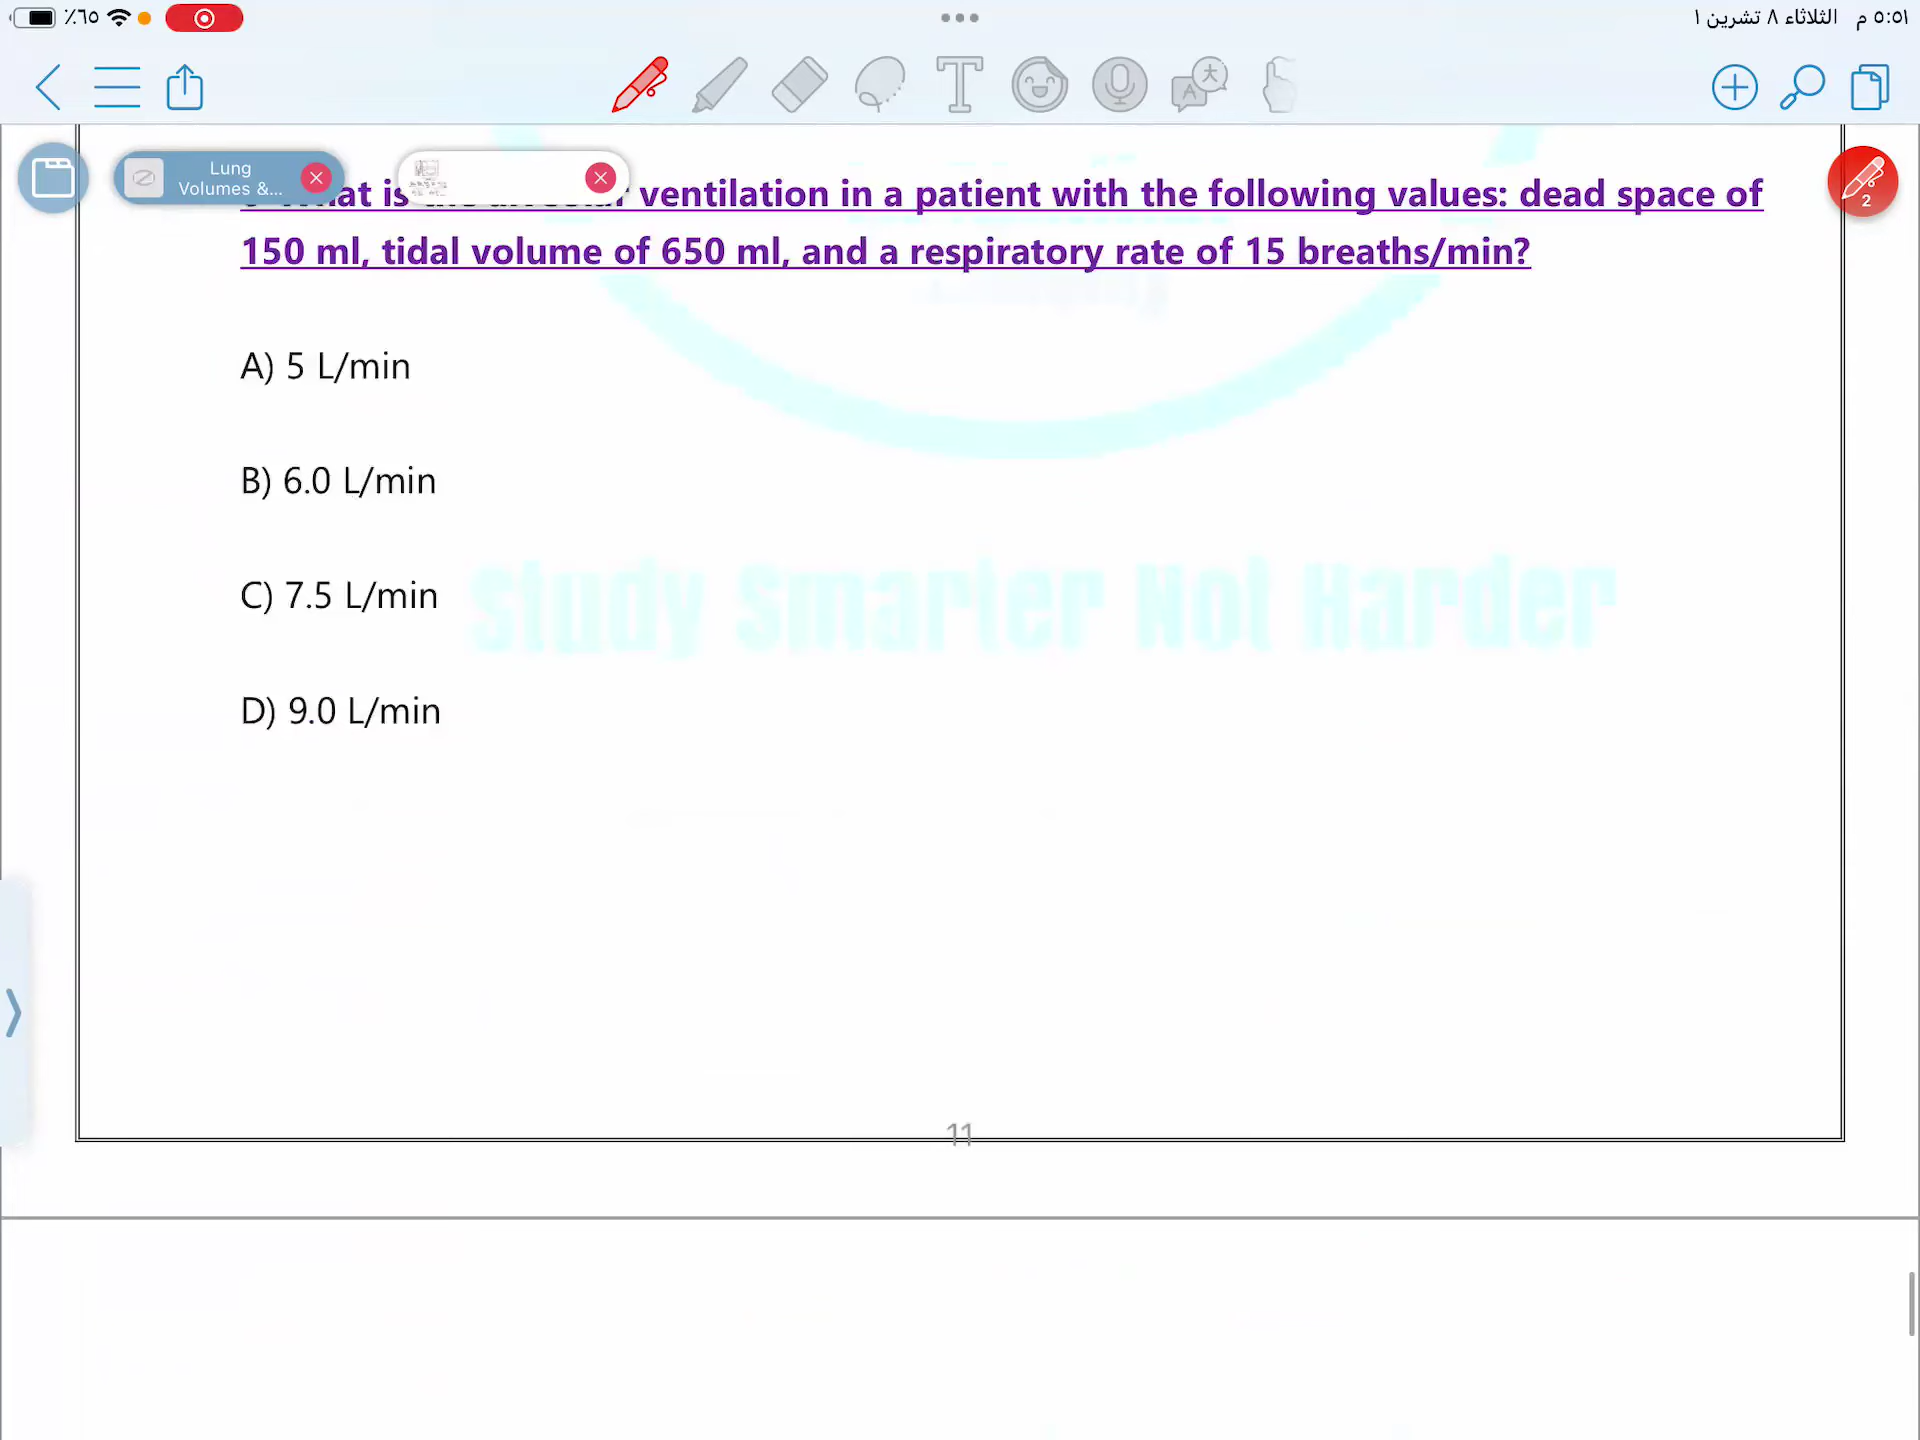 ٪٦٥
٥:٥١ م الثلاثاء ٨ تشرين ١
Lung
Volumes &...
2
at is ventilation in a patient with the following values: dead space of
150 ml, tidal volume of 650 ml, and a respiratory rate of 15 breaths/min?
A) 5 L/min
B) 6.0 L/min
C) 7.5 L/min
Study Smarter Not Harder
D) 9.0 L/min
11